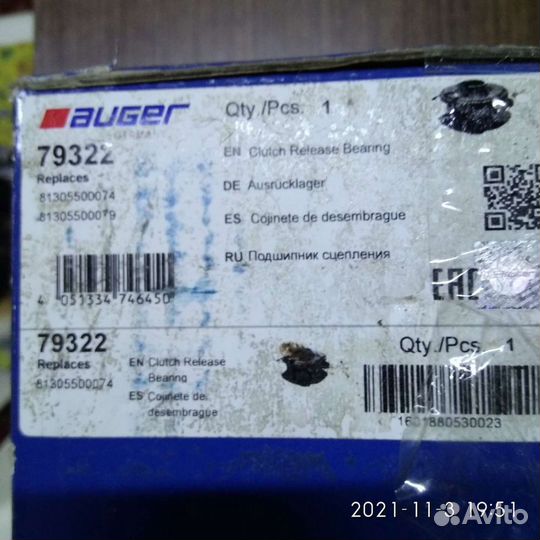 AUGER
GERMANY
Qty./Pcs. 1
79322
Replaces
81305500074
81305500079
EN Clutch Release Bearing
DE Ausrücklager
ES Cojinete de desembrague
RU Подшипник сцепления
4 051334 746450
EAC
79322
Replaces
81305500074
EN Clutch Release
Bearing
ES Cojinete de
desembrague
Qty./Pcs. 1
1601880530023
2021-11-3 19:51
Avito